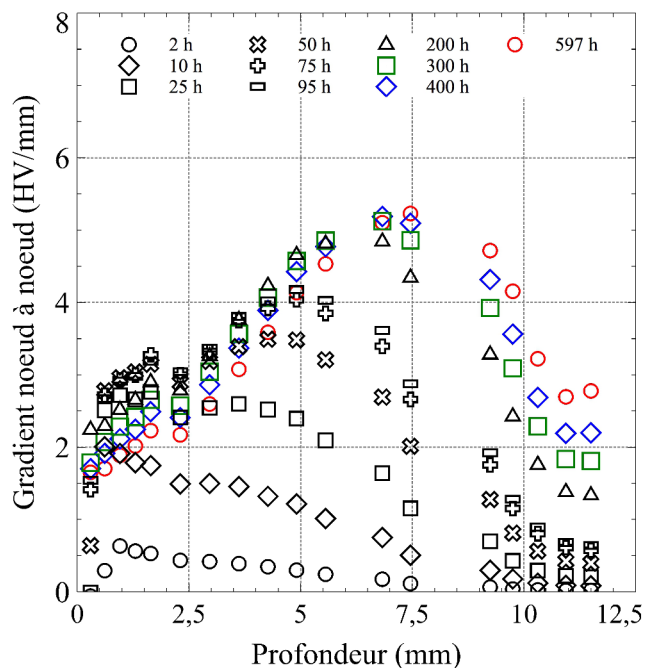 8
2 h
50 h
200 h
597 h
10 h
75 h
300 h
25 h
95 h
400 h
6
4
2
0
Gradient noeud à noeud (HV/mm)
0
2,5
5
7,5
10
12,5
Profondeur (mm)